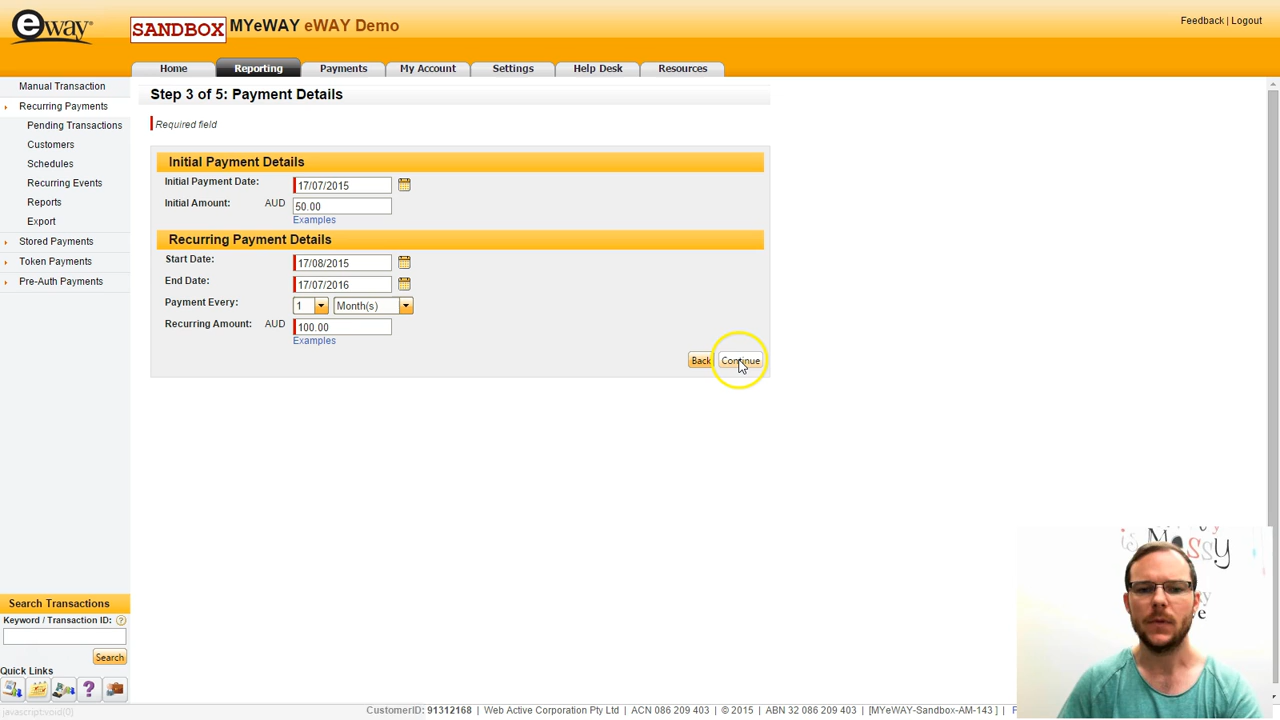 eway
SANDBOX MYeWAY eWAY Demo
Feedback | Logout
Home Reporting Payments My Account Settings Help Desk Resources
Manual Transaction
Recurring Payments
Pending Transactions
Customers
Schedules
Recurring Events
Reports
Export
Stored Payments
Token Payments
Pre-Auth Payments
Step 3 of 5: Payment Details
Required field
Initial Payment Details
Initial Payment Date: 17/07/2015
Initial Amount: AUD 50.00
Examples
Recurring Payment Details
Start Date: 17/08/2015
End Date: 17/07/2016
Payment Every: 1 Month(s)
Recurring Amount: AUD 100.00
Examples
Back Continue
is Messy
Search Transactions
Keyword / Transaction ID: ?
Search
Quick Links
javascript:void(0)
CustomerID: 91312168 | Web Active Corporation Pty Ltd | ACN 086 209 403 | © 2015 | ABN 32 086 209 403 | [MYeWAY-Sandbox-AM-143 ] |